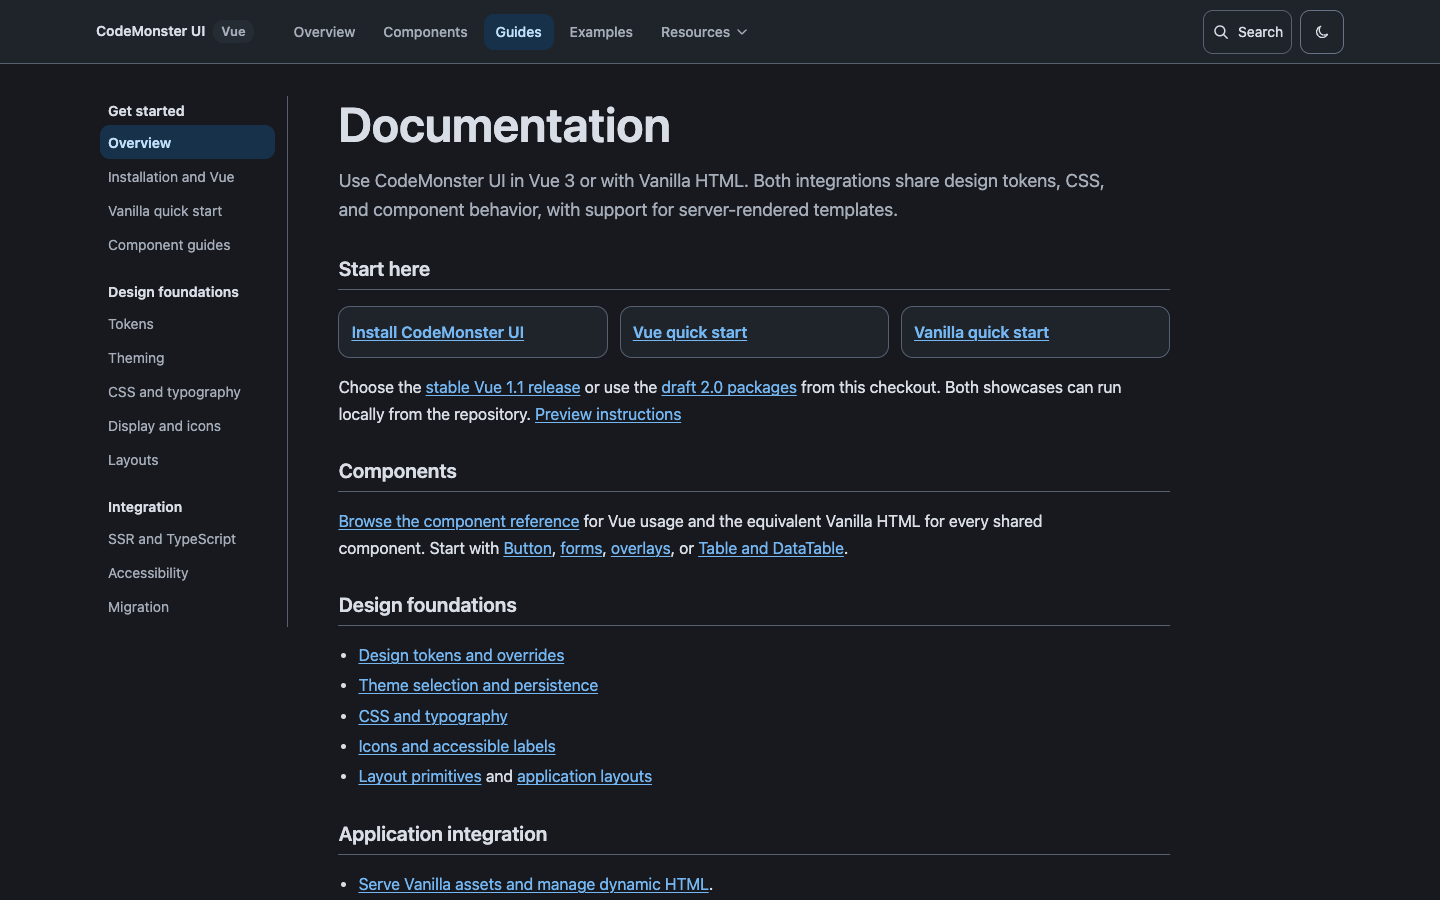 CodeMonster UI Vue Overview Components Guides Examples Resources Search
Get started
Overview
Installation and Vue
Vanilla quick start
Component guides
Design foundations
Tokens
Theming
CSS and typography
Display and icons
Layouts
Integration
SSR and TypeScript
Accessibility
Migration
Documentation
Use CodeMonster UI in Vue 3 or with Vanilla HTML. Both integrations share design tokens, CSS,
and component behavior, with support for server-rendered templates.
Start here
Install CodeMonster UI
Vue quick start
Vanilla quick start
Choose the stable Vue 1.1 release or use the draft 2.0 packages from this checkout. Both showcases can run
locally from the repository. Preview instructions
Components
Browse the component reference for Vue usage and the equivalent Vanilla HTML for every shared
component. Start with Button, forms, overlays, or Table and DataTable.
Design foundations
• Design tokens and overrides
• Theme selection and persistence
• CSS and typography
• Icons and accessible labels
• Layout primitives and application layouts
Application integration
• Serve Vanilla assets and manage dynamic HTML.